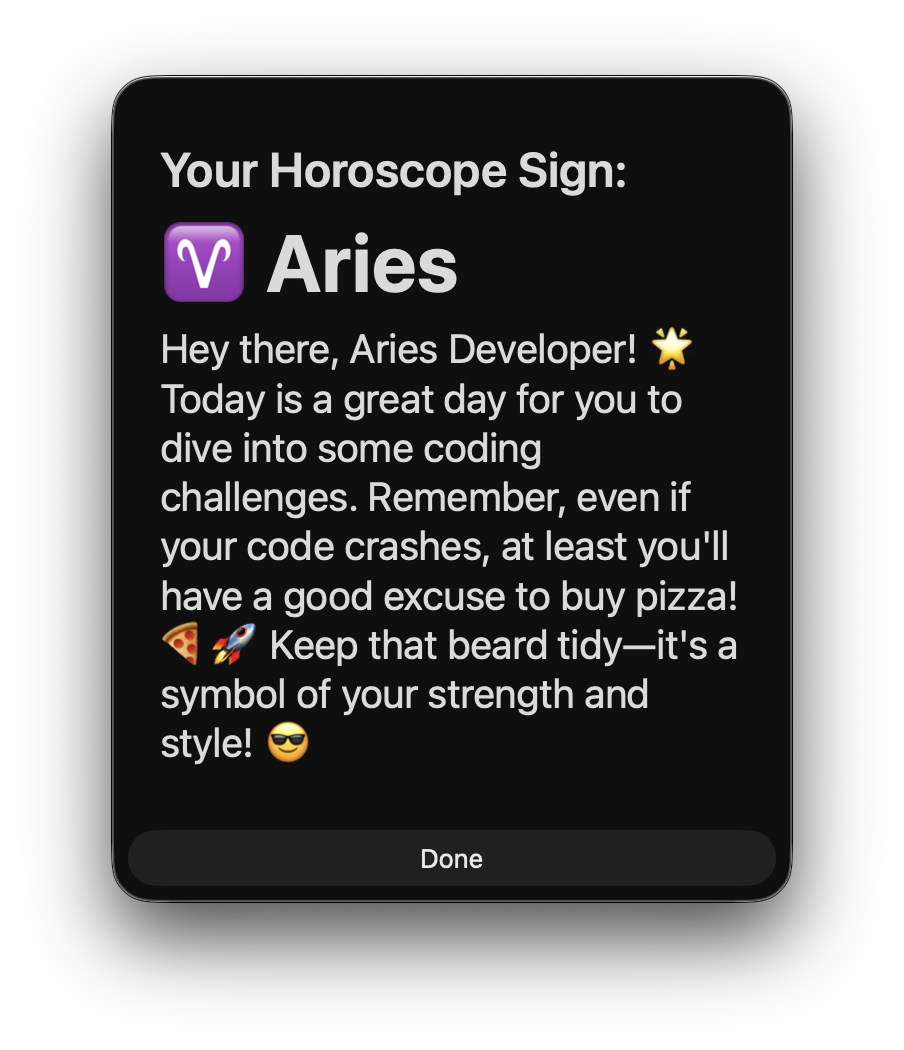 Your Horoscope Sign:
♈ Aries
Hey there, Aries Developer! 🌟
Today is a great day for you to
dive into some coding
challenges. Remember, even if
your code crashes, at least you'll
have a good excuse to buy pizza!
🍕🚀 Keep that beard tidy—it's a
symbol of your strength and
style! 😎
Done